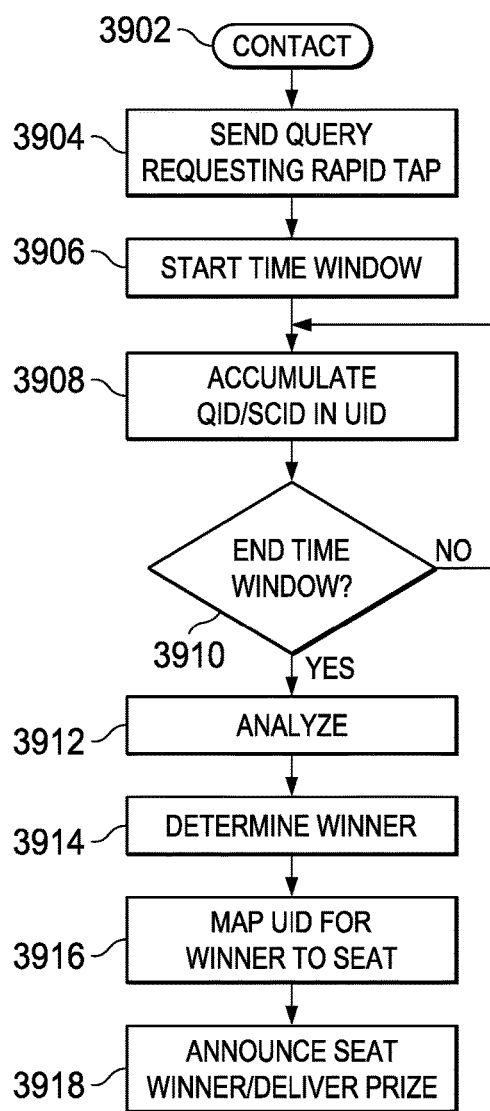 3902
CONTACT
3904
SEND QUERY
REQUESTING RAPID TAP
3906
START TIME WINDOW
3908
ACCUMULATE
QID/SCID IN UID
END TIME
WINDOW?
NO
3910
YES
3912
ANALYZE
3914
DETERMINE WINNER
3916
MAP UID FOR
WINNER TO SEAT
3918
ANNOUNCE SEAT
WINNER/DELIVER PRIZE